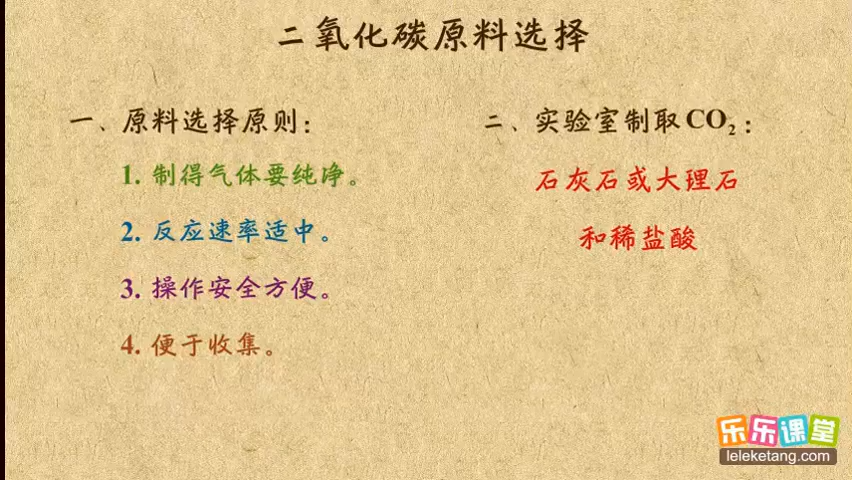 二氧化碳原料选择
一、原料选择原则：
1. 制得气体要纯净。
2. 反应速率适中。
3. 操作安全方便。
4. 便于收集。
二、实验室制取CO₂：
石灰石或大理石
和稀盐酸
乐乐课堂
leleketang.com